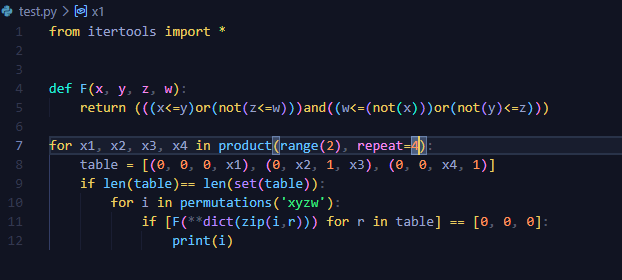 test.py > x1
1 from itertools import *
2
3
4 def F(x, y, z, w):
5     return (((x<=y)or(not(z<=w)))and((w<=(not(x)))or(not(y)<=z)))
6
7 for x1, x2, x3, x4 in product(range(2), repeat=4):
8     table = [(0, 0, 0, x1), (0, x2, 1, x3), (0, 0, x4, 1)]
9     if len(table)== len(set(table)):
10         for i in permutations('xyzw'):
11             if [F(**dict(zip(i,r))) for r in table] == [0, 0, 0]:
12                 print(i)